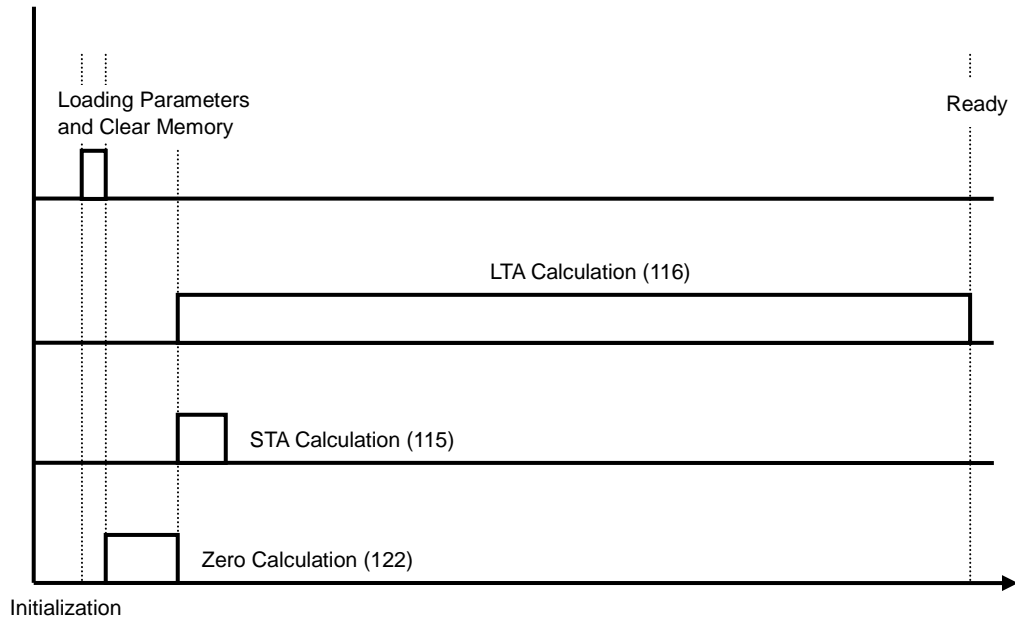 Loading Parameters
and Clear Memory
Ready
LTA Calculation (116)
STA Calculation (115)
Zero Calculation (122)
Initialization